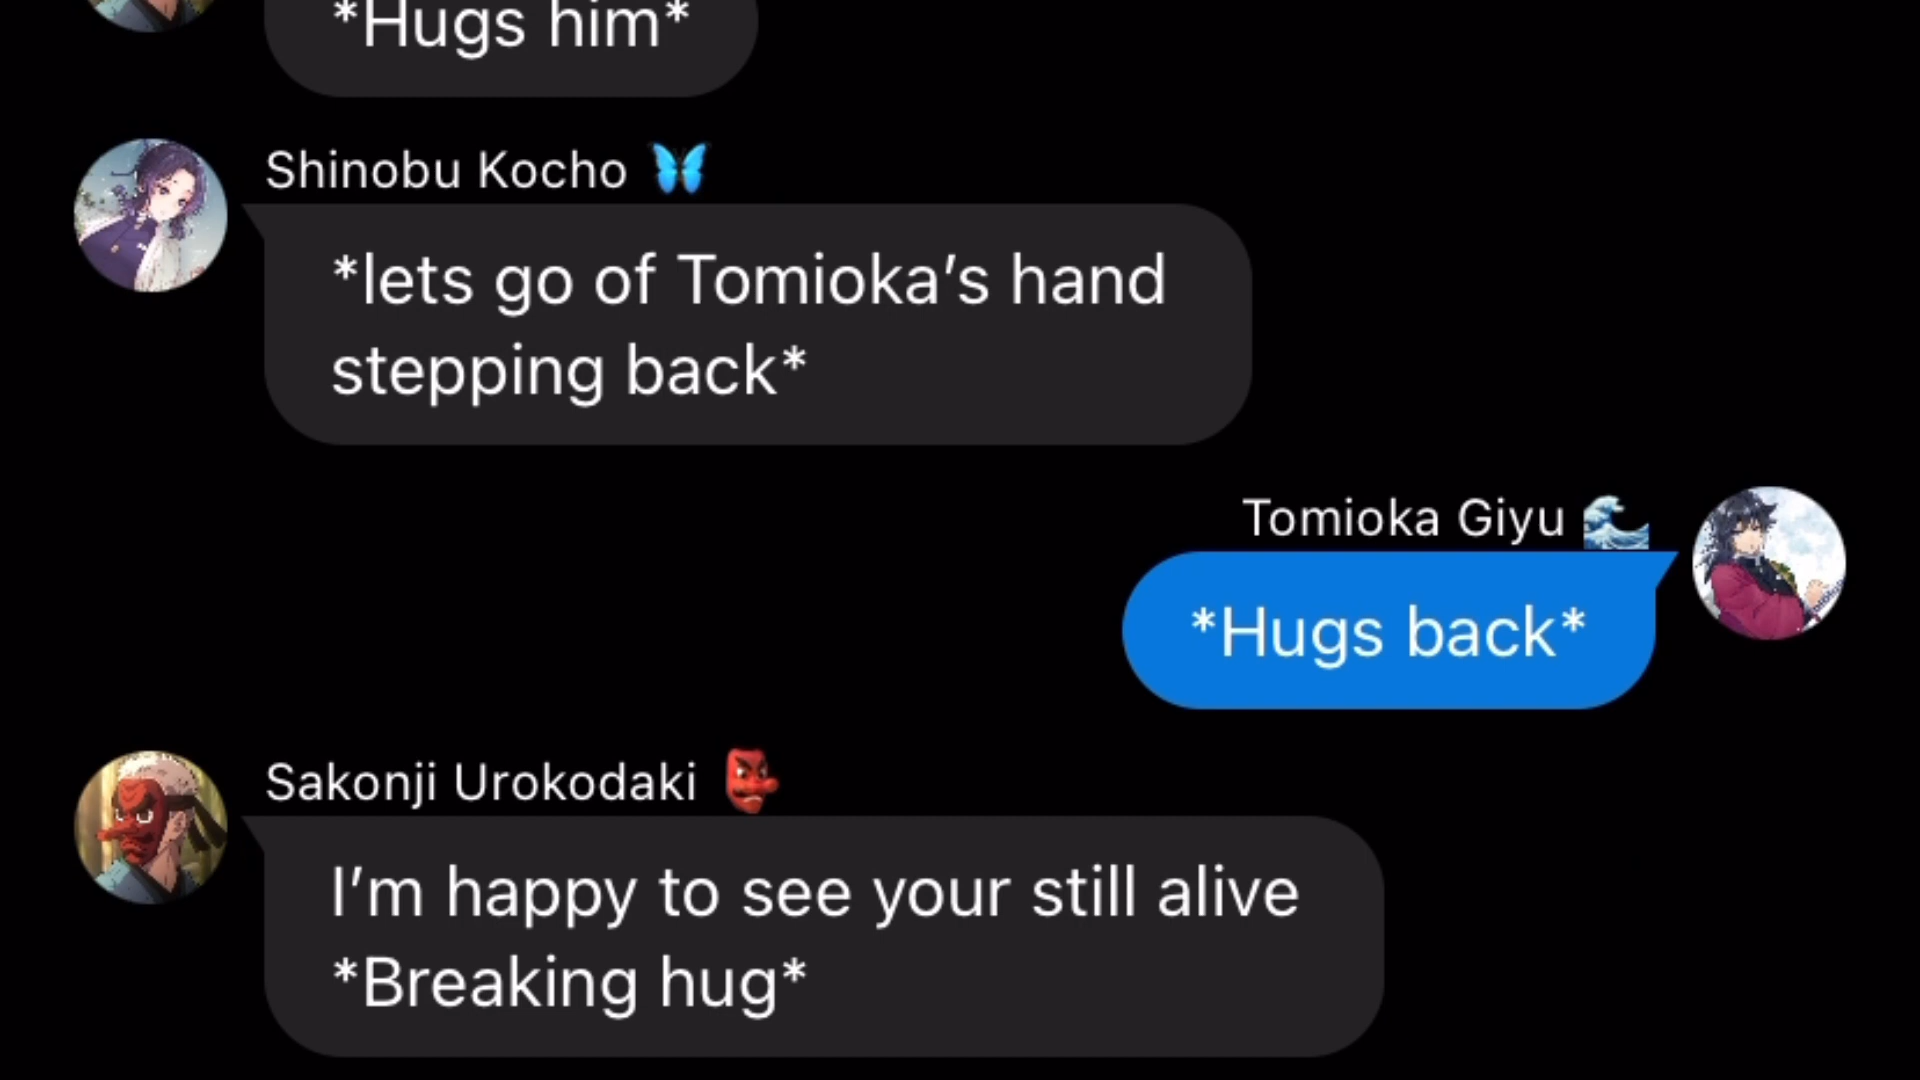 *Hugs him*
Shinobu Kocho 🦋
*lets go of Tomioka’s hand
stepping back*
Tomioka Giyu 🌊
*Hugs back*
Sakonji Urokodaki 👺
I’m happy to see your still alive
*Breaking hug*